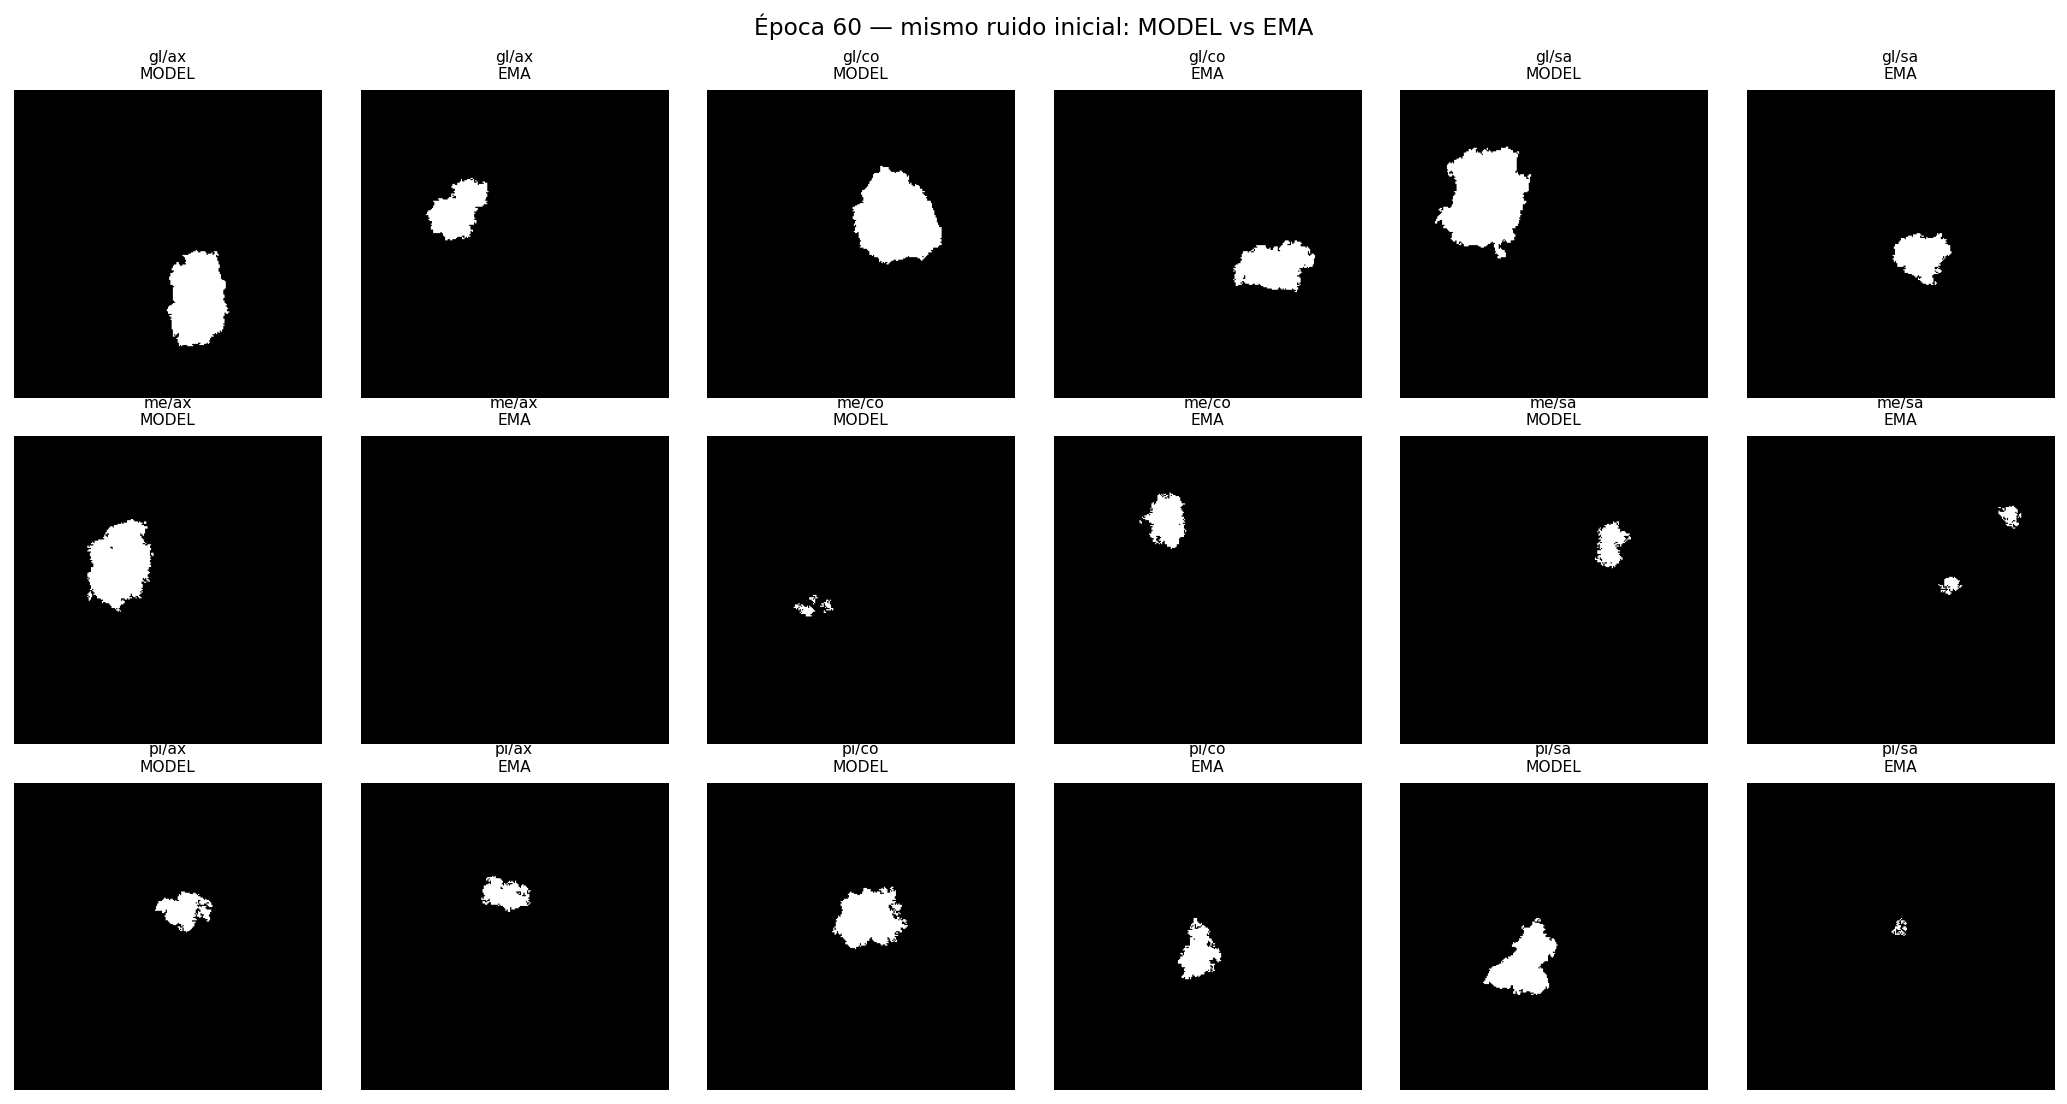 Época 60 — mismo ruido inicial: MODEL vs EMA
gl/ax
MODEL
gl/ax
EMA
gl/co
MODEL
gl/co
EMA
gl/sa
MODEL
gl/sa
EMA
me/ax
MODEL
me/ax
EMA
me/co
MODEL
me/co
EMA
me/sa
MODEL
me/sa
EMA
pi/ax
MODEL
pi/ax
EMA
pi/co
MODEL
pi/co
EMA
pi/sa
MODEL
pi/sa
EMA